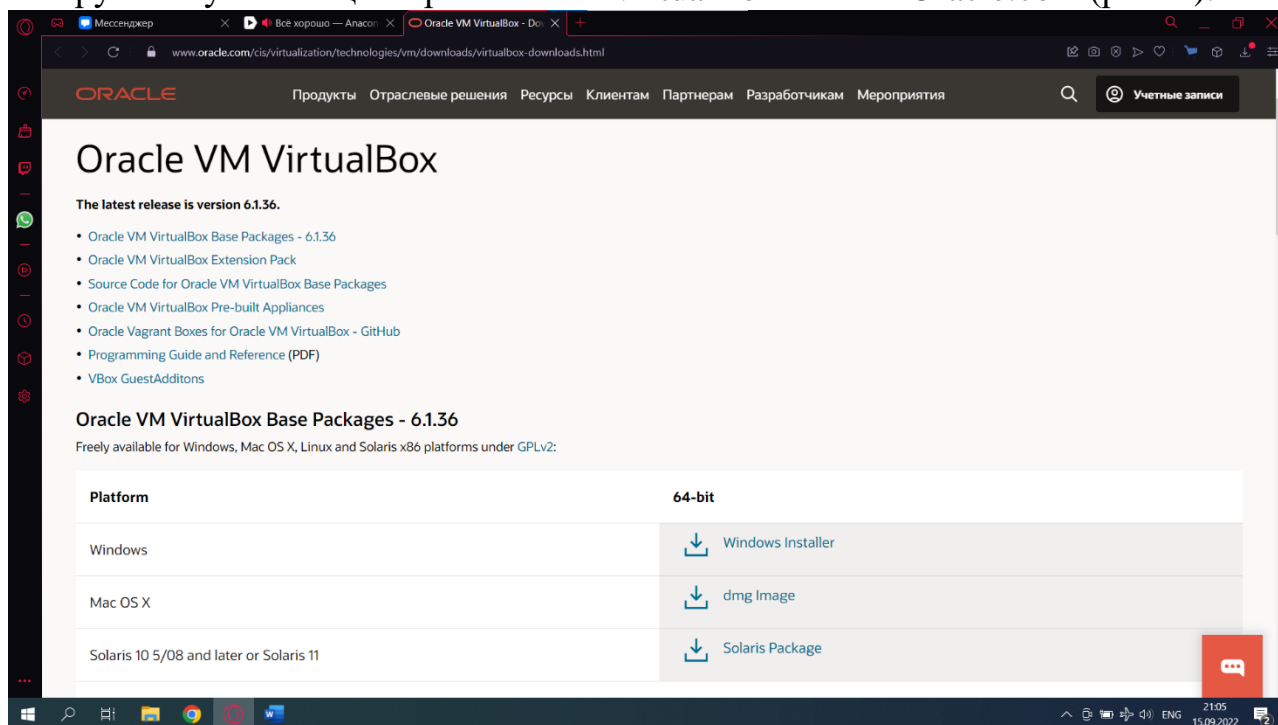 Мессенджер
Всё хорошо — Anacon
Oracle VM VirtualBox - Dow
www.oracle.com/cis/virtualization/technologies/vm/downloads/virtualbox-downloads.html
ORACLE
Продукты Отраслевые решения Ресурсы Клиентам Партнерам Разработчикам Мероприятия
Учетные записи
Oracle VM VirtualBox
The latest release is version 6.1.36.
• Oracle VM VirtualBox Base Packages - 6.1.36
• Oracle VM VirtualBox Extension Pack
• Source Code for Oracle VM VirtualBox Base Packages
• Oracle VM VirtualBox Pre-built Appliances
• Oracle Vagrant Boxes for Oracle VM VirtualBox - GitHub
• Programming Guide and Reference (PDF)
• VBox GuestAdditons
Oracle VM VirtualBox Base Packages - 6.1.36
Freely available for Windows, Mac OS X, Linux and Solaris x86 platforms under GPLv2:
Platform 64-bit
Windows Windows Installer
Mac OS X dmg Image
Solaris 10 5/08 and later or Solaris 11 Solaris Package
ENG
21:05
15.09.2022